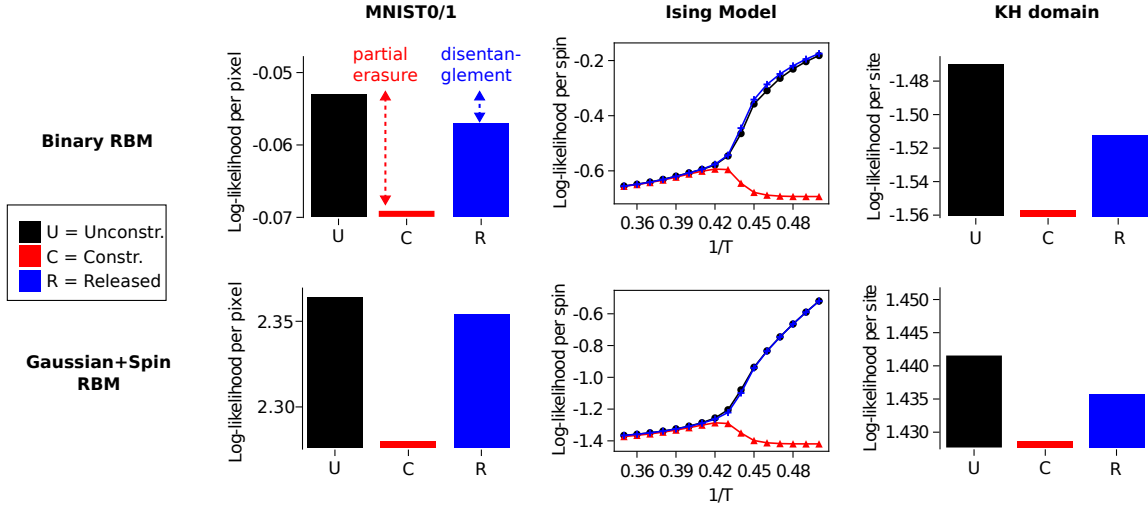 MNIST0/1
Ising Model
KH domain
Binary RBM
Log-likelihood per pixel
-0.05
-0.06
-0.07
partial
erasure
disentan-
glement
U
C
R
Log-likelihood per spin
-0.2
-0.4
-0.6
0.36
0.39
0.42
0.45
0.48
1/T
Log-likelihood per site
-1.48
-1.50
-1.52
-1.54
-1.56
U
C
R
U = Unconstr.
C = Constr.
R = Released
Gaussian+Spin
RBM
Log-likelihood per pixel
2.35
2.30
U
C
R
Log-likelihood per spin
-0.6
-0.8
-1.0
-1.2
-1.4
0.36
0.39
0.42
0.45
0.48
1/T
Log-likelihood per site
1.450
1.445
1.440
1.435
1.430
U
C
R